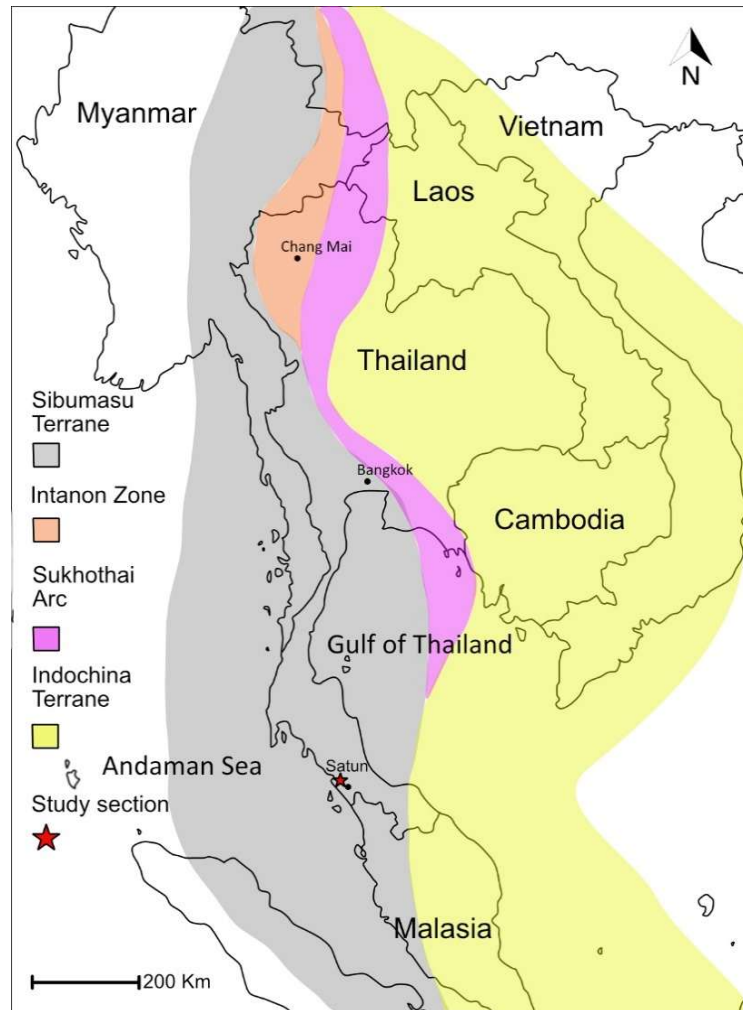 N
Myanmar
Vietnam
Laos
Chang Mai
Thailand
Sibumasu
Terrane
Intanon Zone
Bangkok
Cambodia
Sukhothai
Arc
Gulf of Thailand
Indochina
Terrane
Andaman Sea
Satun
Study section
Malasia
200 Km